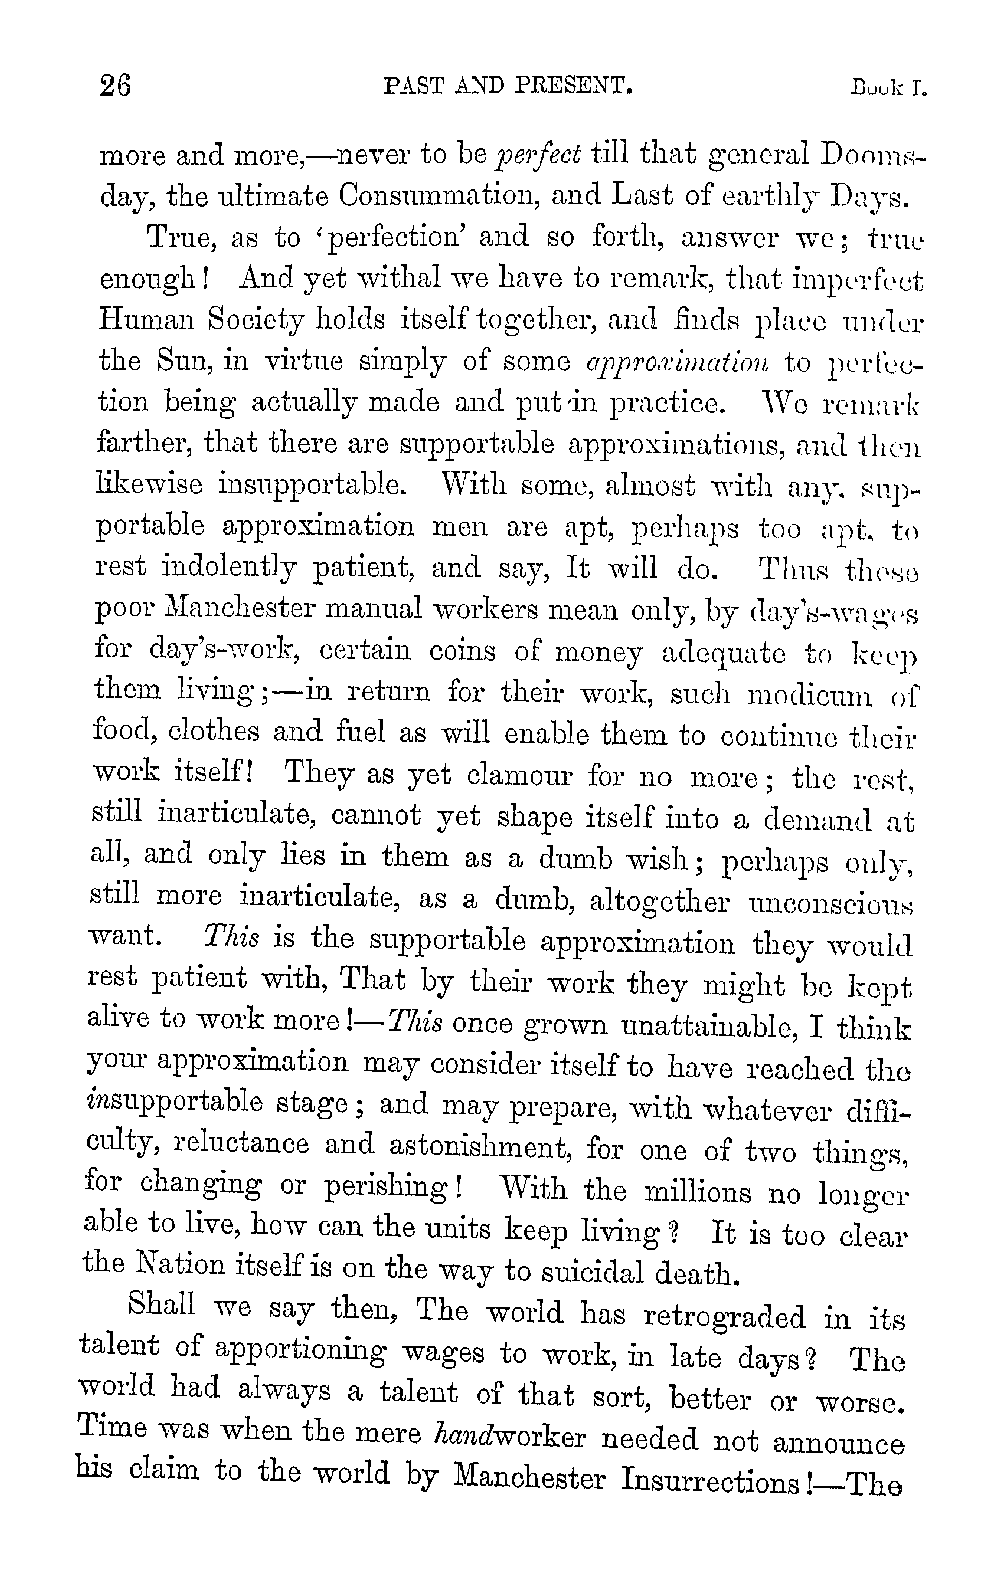 26 PAST AND PRESENT. Book I.
more and more,—never to be perfect till that general Dooms-
day, the ultimate Consummation, and Last of earthly Days.
True, as to ‘perfection’ and so forth, answer we; true
enough! And yet withal we have to remark, that imperfect
Human Society holds itself together, and finds place under
the Sun, in virtue simply of some approximation to perfec-
tion being actually made and put in practice. We remark
farther, that there are supportable approximations, and then
likewise insupportable. With some, almost with any, sup-
portable approximation men are apt, perhaps too apt, to
rest indolently patient, and say, It will do. Thus these
poor Manchester manual workers mean only, by day’s-wages
for day’s-work, certain coins of money adequate to keep
them living;—in return for their work, such modicum of
food, clothes and fuel as will enable them to continue their
work itself! They as yet clamour for no more; the rest,
still inarticulate, cannot yet shape itself into a demand at
all, and only lies in them as a dumb wish; perhaps only,
still more inarticulate, as a dumb, altogether unconscious
want. This is the supportable approximation they would
rest patient with, That by their work they might be kept
alive to work more!—This once grown unattainable, I think
your approximation may consider itself to have reached the
insupportable stage; and may prepare, with whatever diffi-
culty, reluctance and astonishment, for one of two things,
for changing or perishing! With the millions no longer
able to live, how can the units keep living? It is too clear
the Nation itself is on the way to suicidal death.
Shall we say then, The world has retrograded in its
talent of apportioning wages to work, in late days? The
world had always a talent of that sort, better or worse.
Time was when the mere handworker needed not announce
his claim to the world by Manchester Insurrections!—The